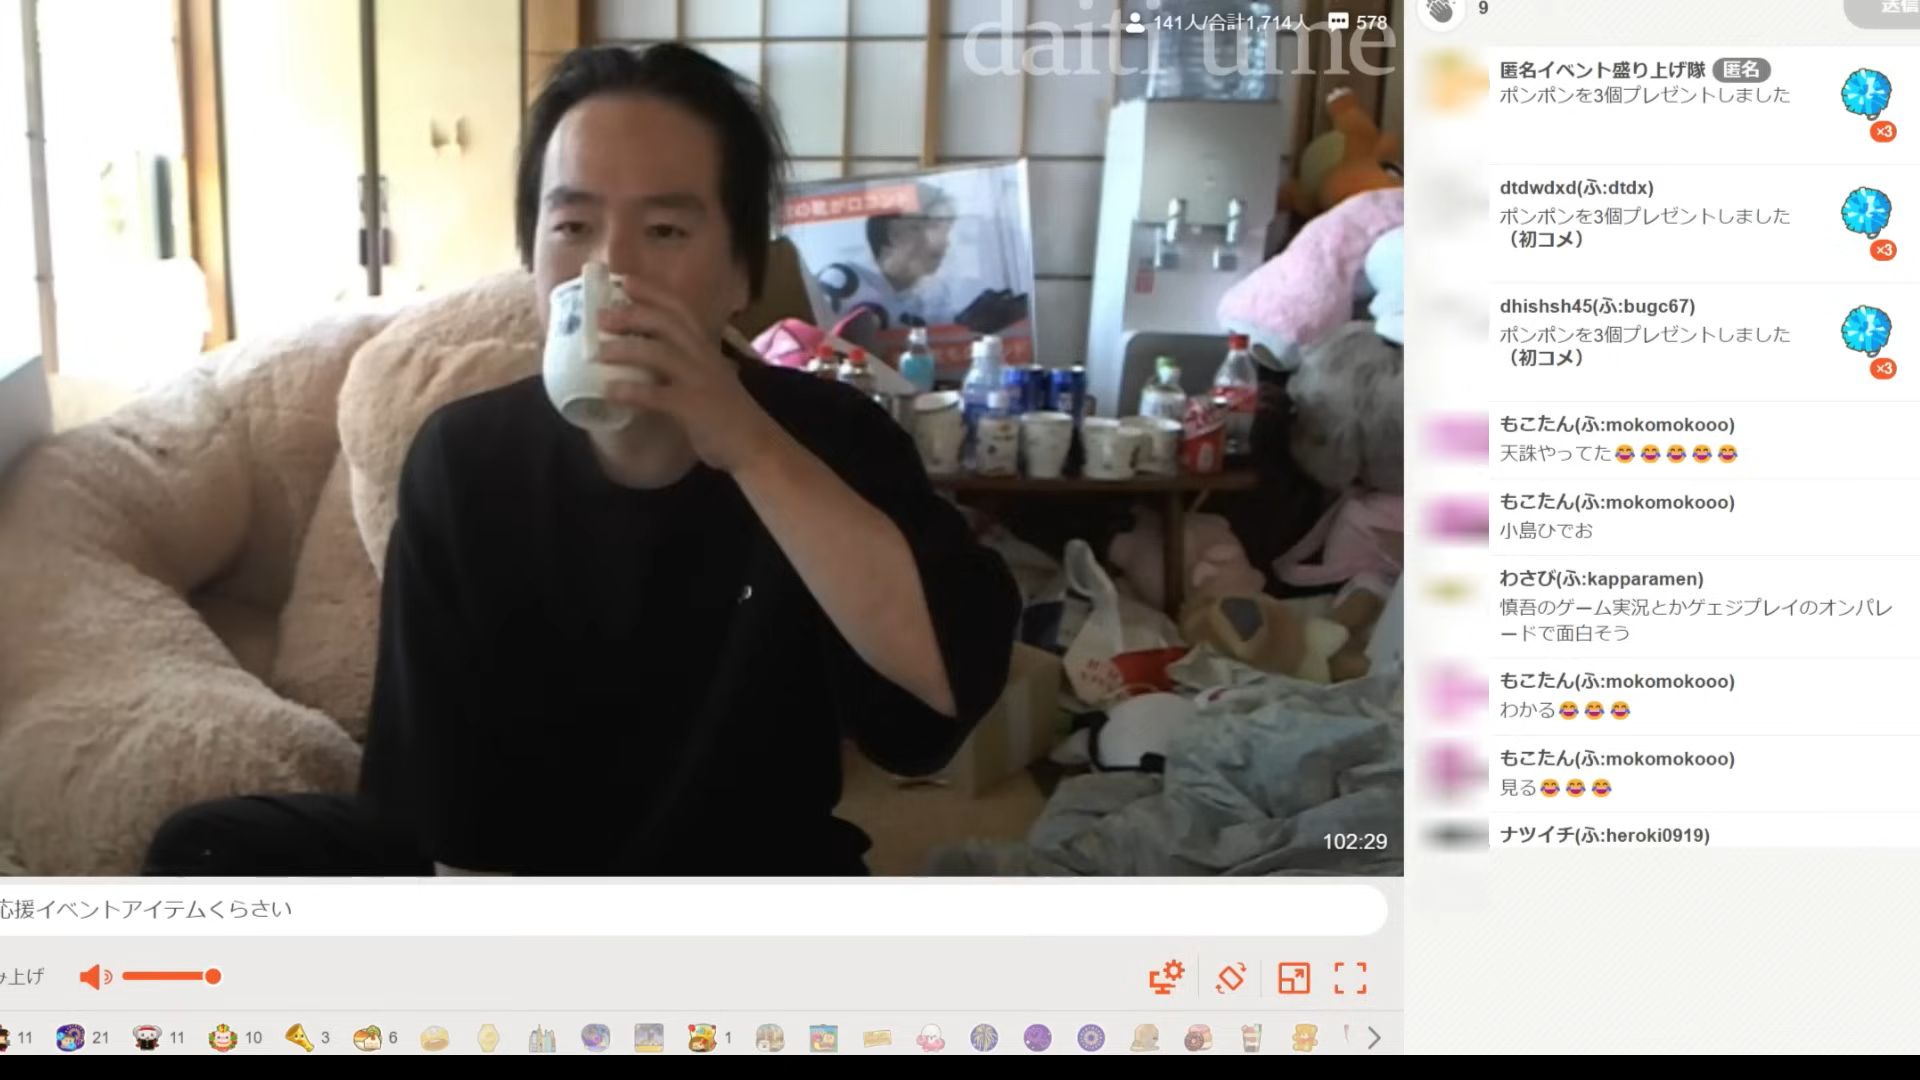 daiti ume
141人/合計1,714人 578
102:29
応援イベントアイテムくらさい
み上げ
11 21 11 10 3 6 1
9
送信
匿名イベント盛り上げ隊 匿名
ポンポンを3個プレゼントしました
×3
dtdwdxd(ふ:dtdx)
ポンポンを3個プレゼントしました
（初コメ）
×3
dhishsh45(ふ:bugc67)
ポンポンを3個プレゼントしました
（初コメ）
×3
もこたん(ふ:mokomokooo)
天誅やってた😂😂😂😂😂
もこたん(ふ:mokomokooo)
小島ひでお
わさび(ふ:kapparamen)
慎吾のゲーム実況とかゲェジプレイのオンパレ
ードで面白そう
もこたん(ふ:mokomokooo)
わかる😂😂😂
もこたん(ふ:mokomokooo)
見る😂😂😂
ナツイチ(ふ:heroki0919)